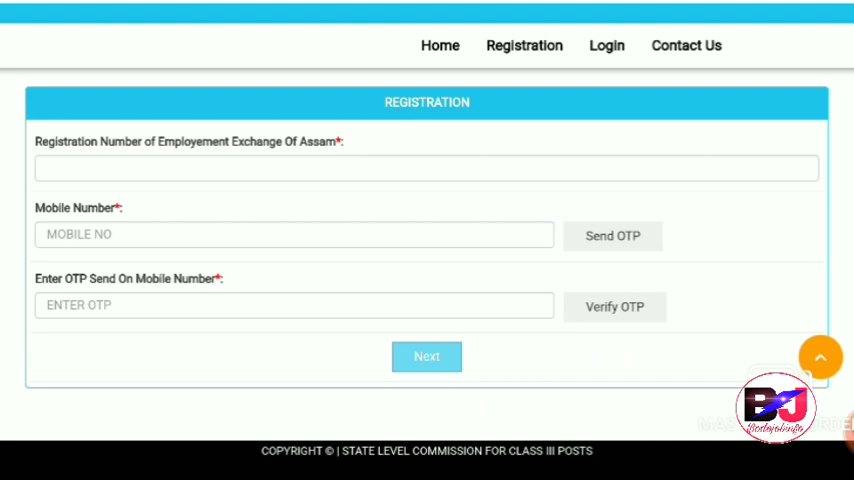 Home Registration Login Contact Us
REGISTRATION
Registration Number of Employement Exchange Of Assam*:
Mobile Number*:
MOBILE NO Send OTP
Enter OTP Send On Mobile Number*:
ENTER OTP Verify OTP
Next
BJ
Bodojobinfo
COPYRIGHT © | STATE LEVEL COMMISSION FOR CLASS III POSTS